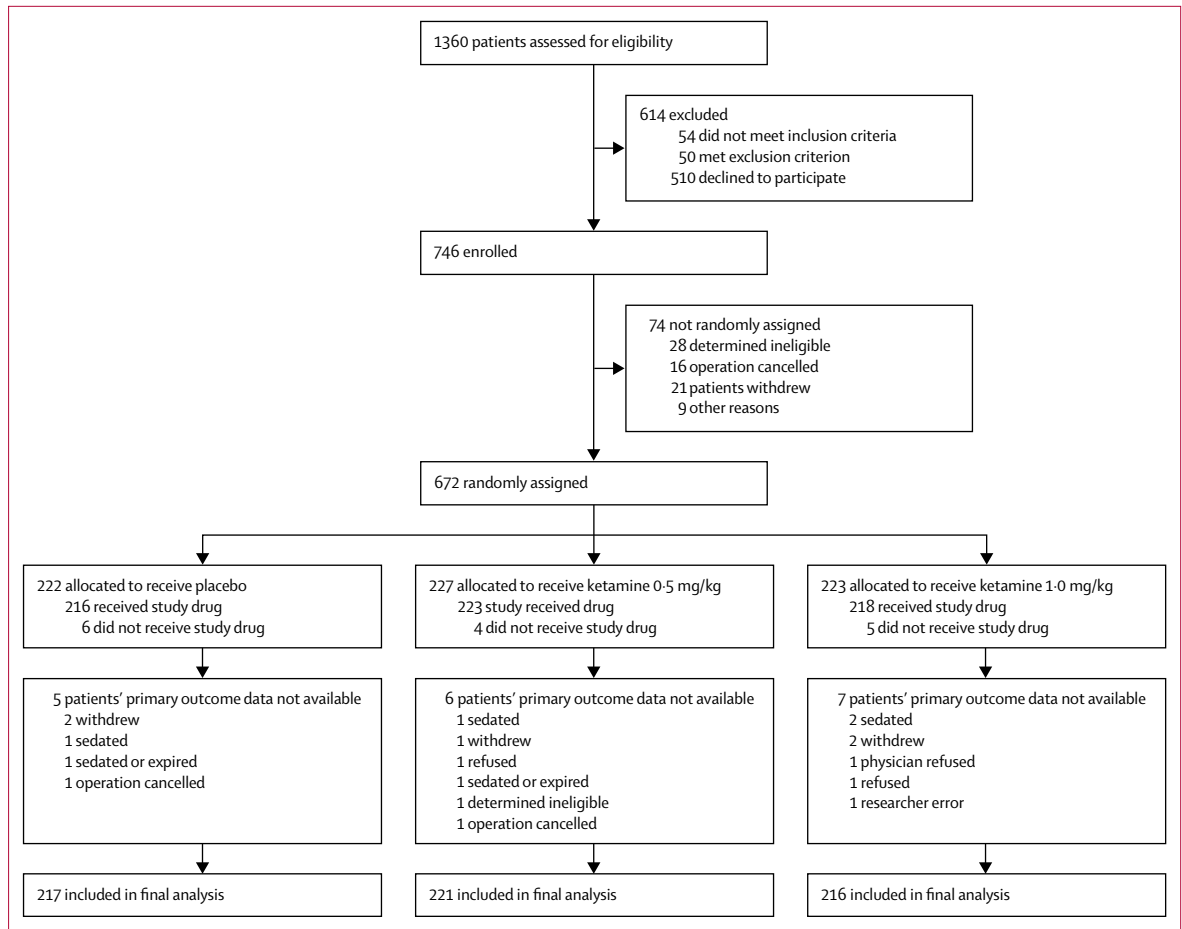 1360 patients assessed for eligibility
614 excluded
54 did not meet inclusion criteria
50 met exclusion criterion
510 declined to participate
746 enrolled
74 not randomly assigned
28 determined ineligible
16 operation cancelled
21 patients withdrew
9 other reasons
672 randomly assigned
222 allocated to receive placebo
216 received study drug
6 did not receive study drug
227 allocated to receive ketamine 0·5 mg/kg
223 study received drug
4 did not receive study drug
223 allocated to receive ketamine 1·0 mg/kg
218 received study drug
5 did not receive study drug
5 patients’ primary outcome data not available
2 withdrew
1 sedated
1 sedated or expired
1 operation cancelled
6 patients’ primary outcome data not available
1 sedated
1 withdrew
1 refused
1 sedated or expired
1 determined ineligible
1 operation cancelled
7 patients’ primary outcome data not available
2 sedated
2 withdrew
1 physician refused
1 refused
1 researcher error
217 included in final analysis
221 included in final analysis
216 included in final analysis